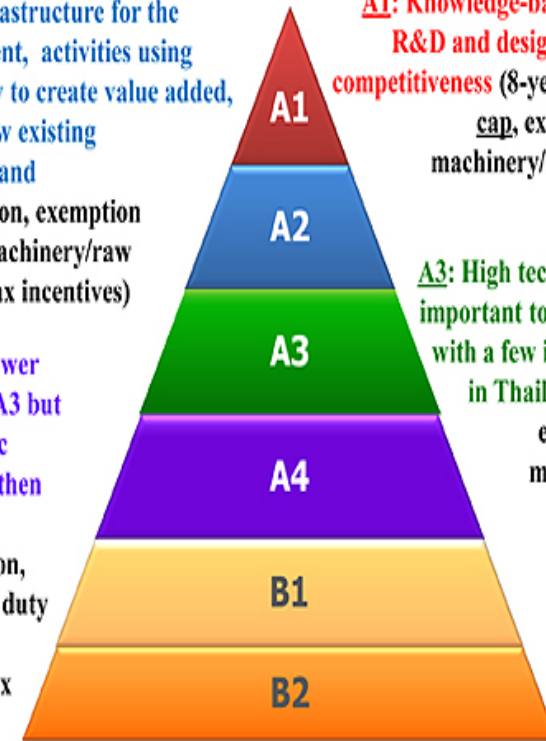 astructure for the
ent, activities using
to create value added,
existing
and
on, exemption
achinery/raw
ax incentives)
wer
A3 but
c
then
on,
duty
x
A1
A2
A3
A4
B1
B2
A1: Knowledge-ba
R&D and desig
competitiveness (8-ye
cap, ex
machinery/
A3: High tec
important to
with a few i
in Thail
e
m